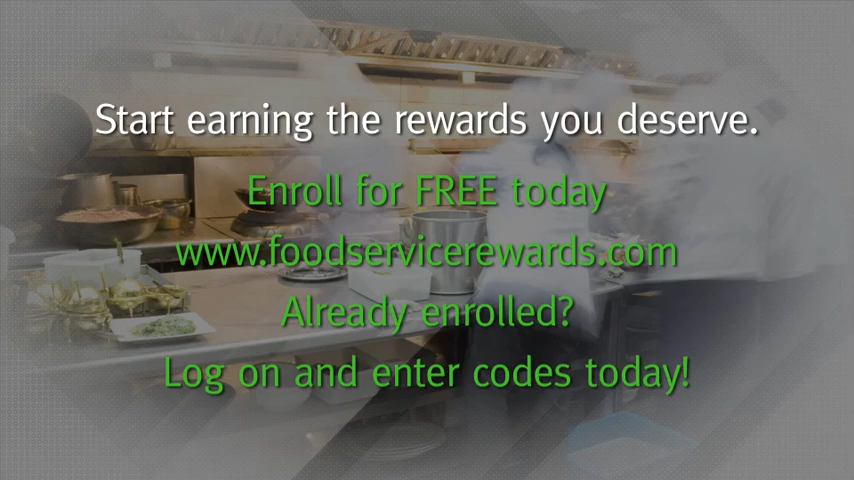 Start earning the rewards you deserve.
Enroll for FREE today
www.foodservicerewards.com
Already enrolled?
Log on and enter codes today!